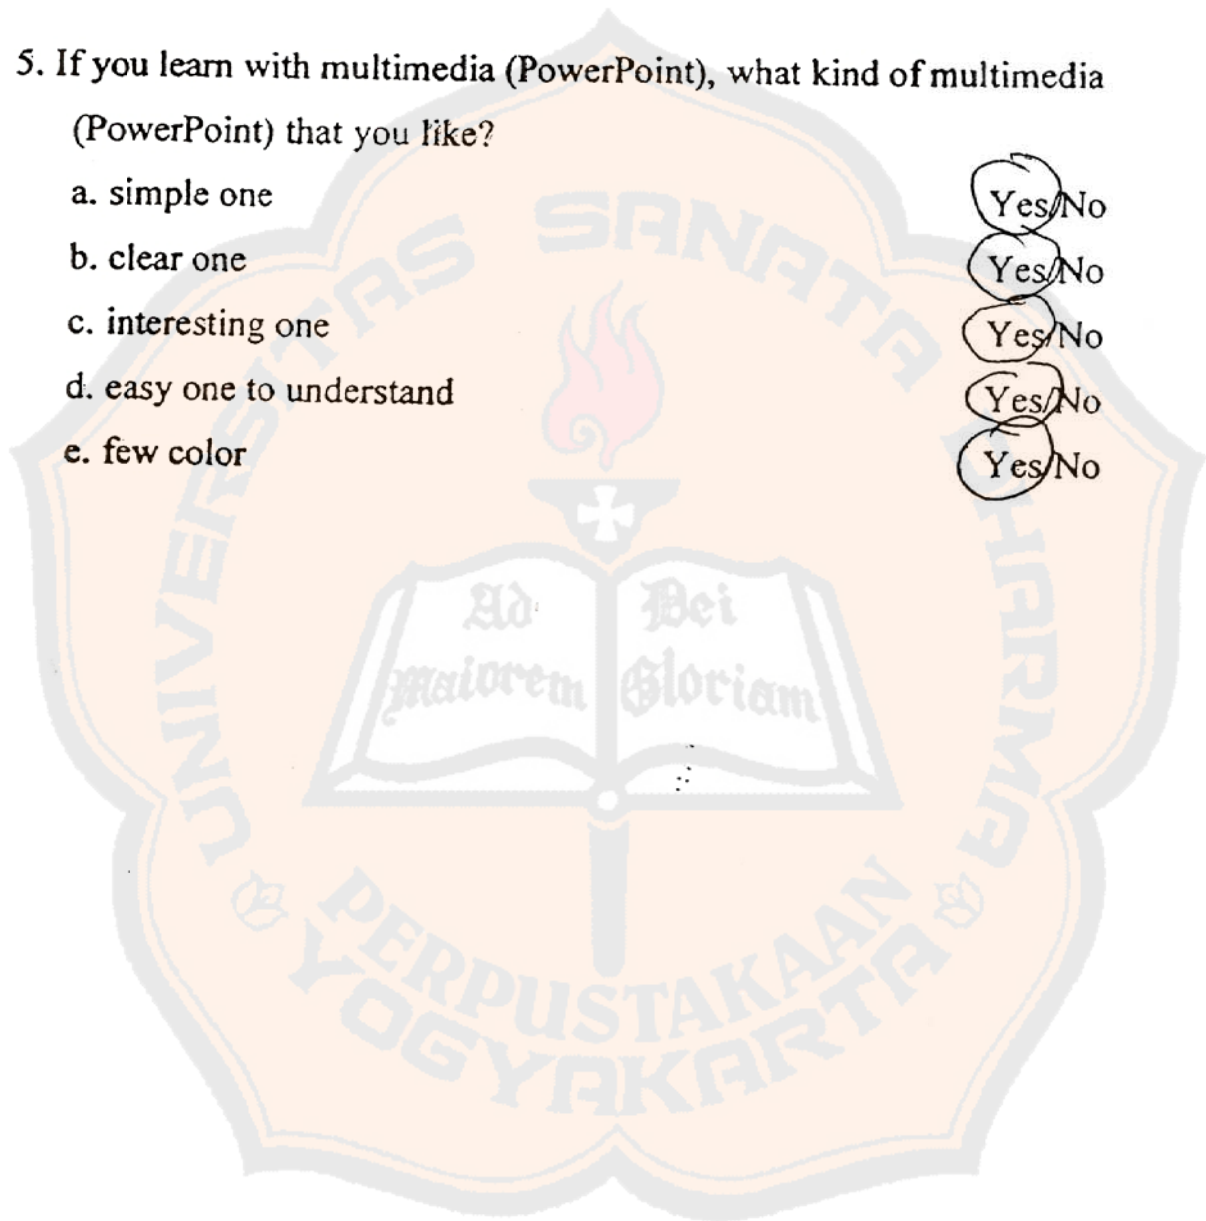 5. If you learn with multimedia (PowerPoint), what kind of multimedia
(PowerPoint) that you like?
a. simple one Yes/No
b. clear one Yes/No
c. interesting one Yes/No
d. easy one to understand Yes/No
e. few color Yes/No
UNIVERSITAS SANATA DHARMA
Ad Dei
Maiorem Gloriam
PERPUSTAKAAN
YOGYAKARTA